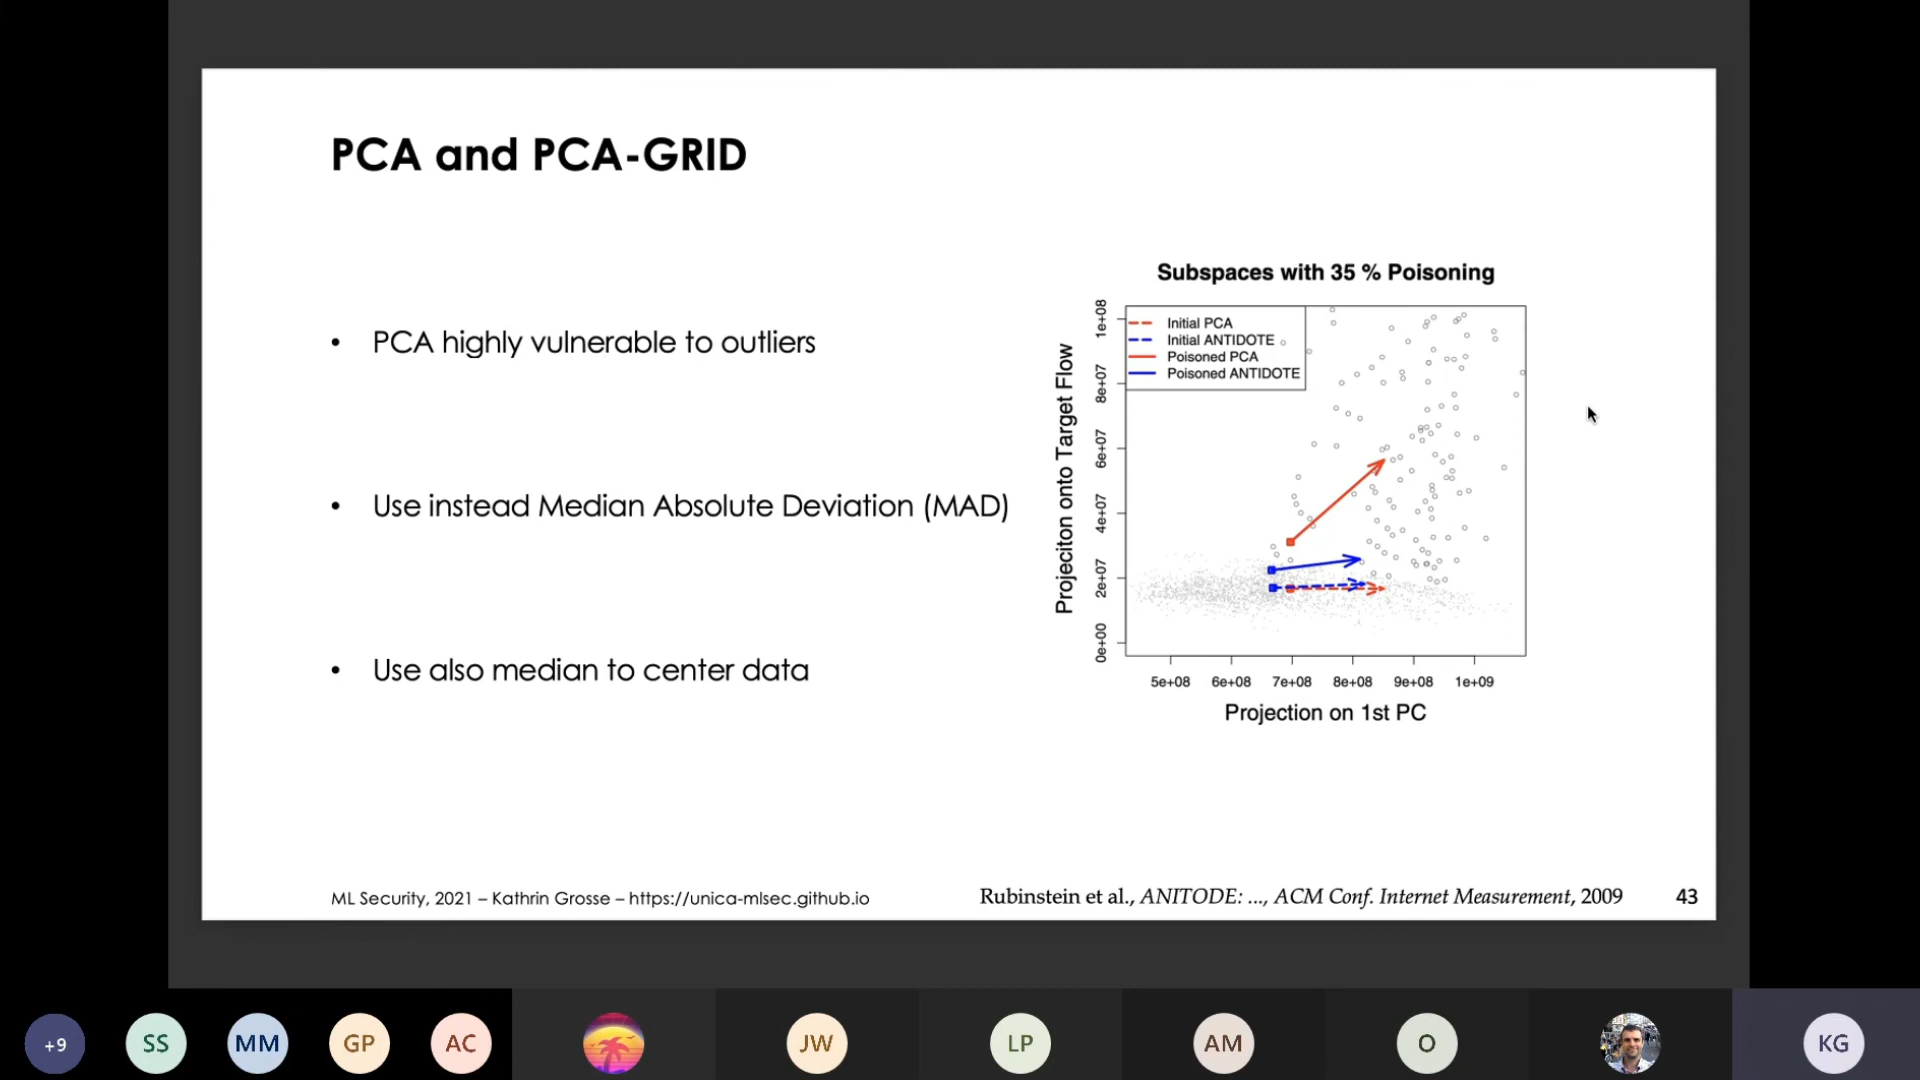 PCA and PCA-GRID
• PCA highly vulnerable to outliers
• Use instead Median Absolute Deviation (MAD)
• Use also median to center data
Subspaces with 35 % Poisoning
Initial PCA
Initial ANTIDOTE
Poisoned PCA
Poisoned ANTIDOTE
Projeciton onto Target Flow
1e+08
8e+07
6e+07
4e+07
2e+07
0e+00
5e+08 6e+08 7e+08 8e+08 9e+08 1e+09
Projection on 1st PC
ML Security, 2021 – Kathrin Grosse – https://unica-mlsec.github.io
Rubinstein et al., ANITODE: ..., ACM Conf. Internet Measurement, 2009
43
+9 SS MM GP AC JW LP AM O KG